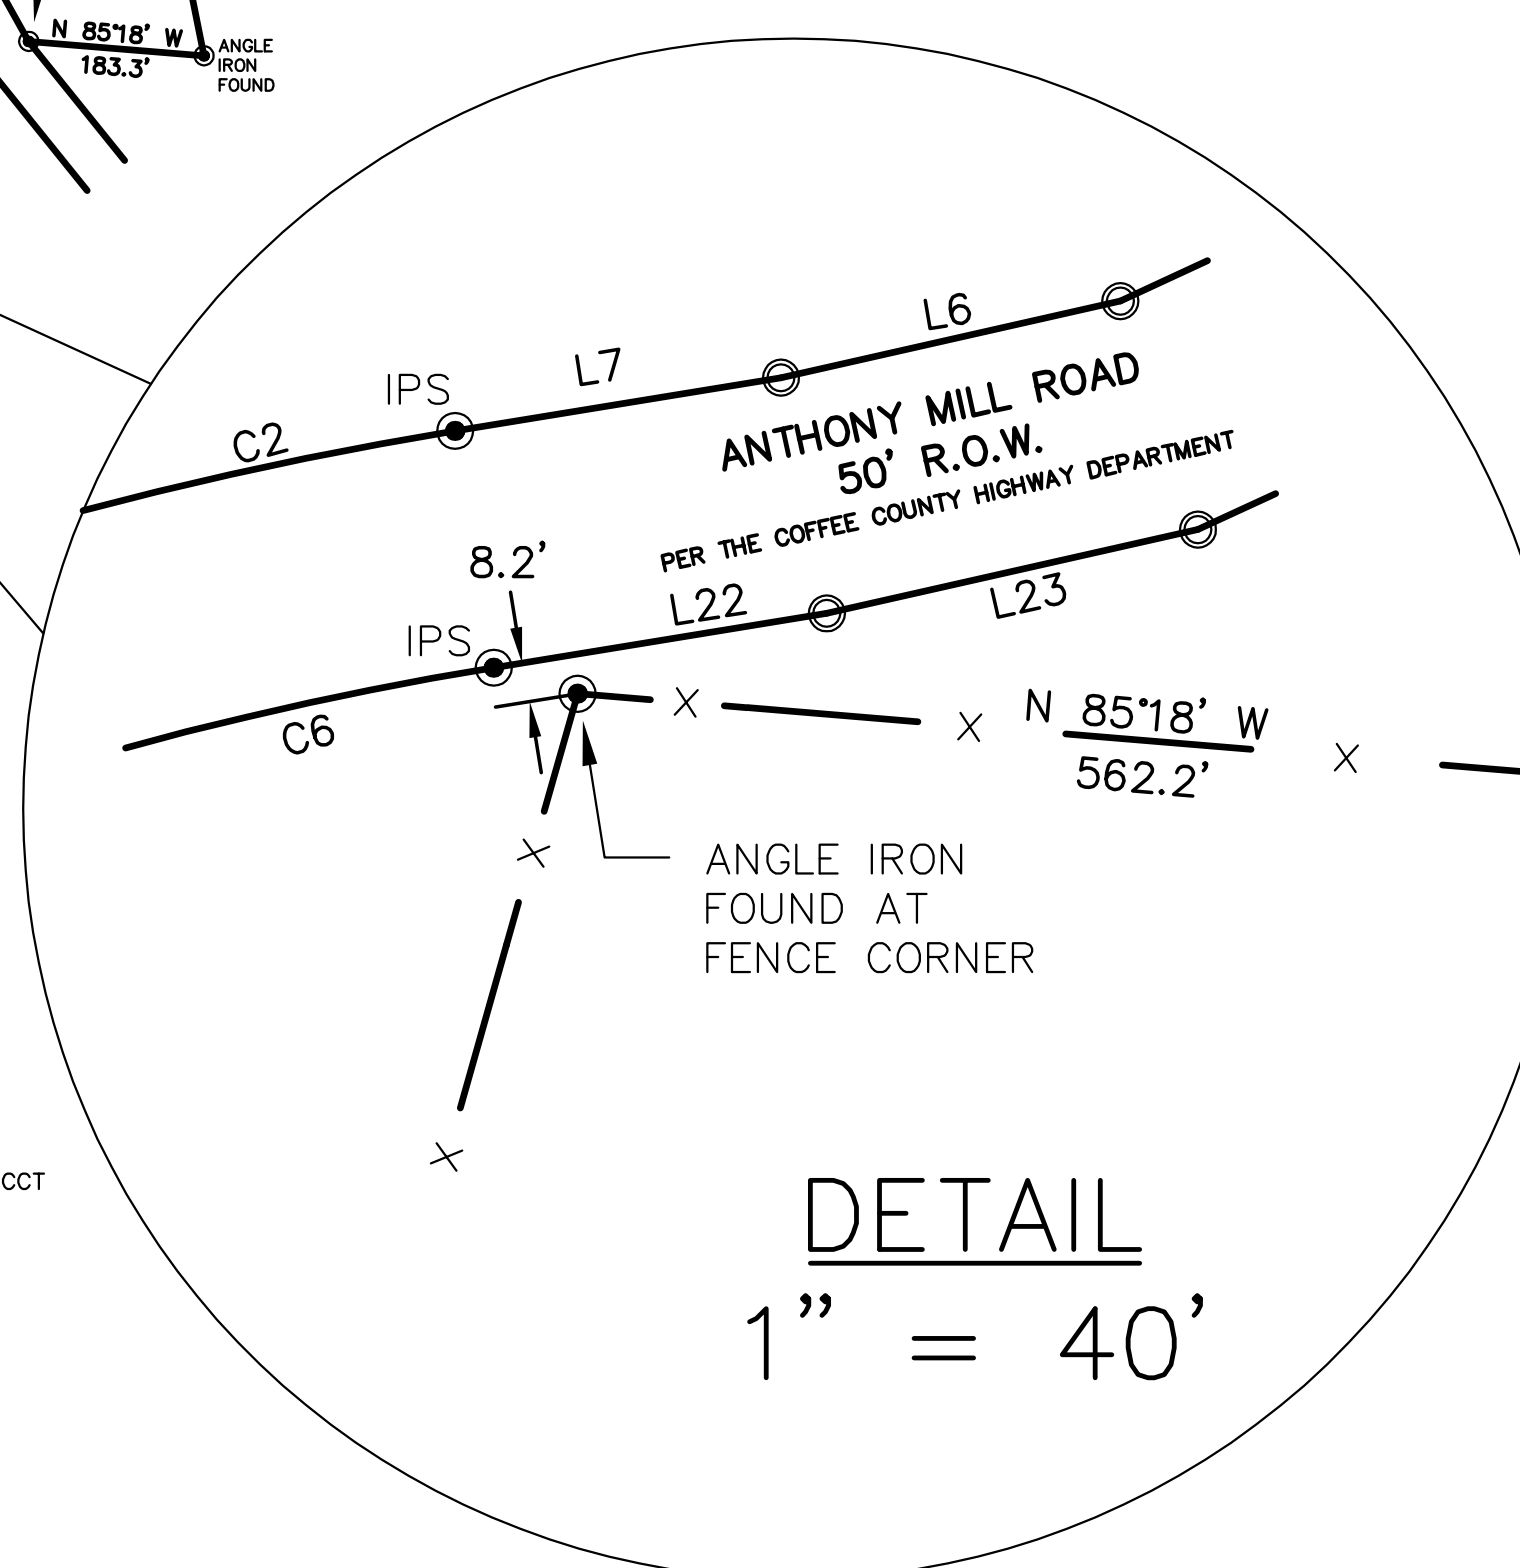 N 85°18' W
183.3'
ANGLE
IRON
FOUND
L6
L7
IPS
C2
ANTHONY MILL ROAD
50' R.O.W.
PER THE COFFEE COUNTY HIGHWAY DEPARTMENT
8.2'
L22
L23
IPS
C6
N 85°18' W
562.2'
ANGLE IRON
FOUND AT
FENCE CORNER
CCT
DETAIL
1" = 40'